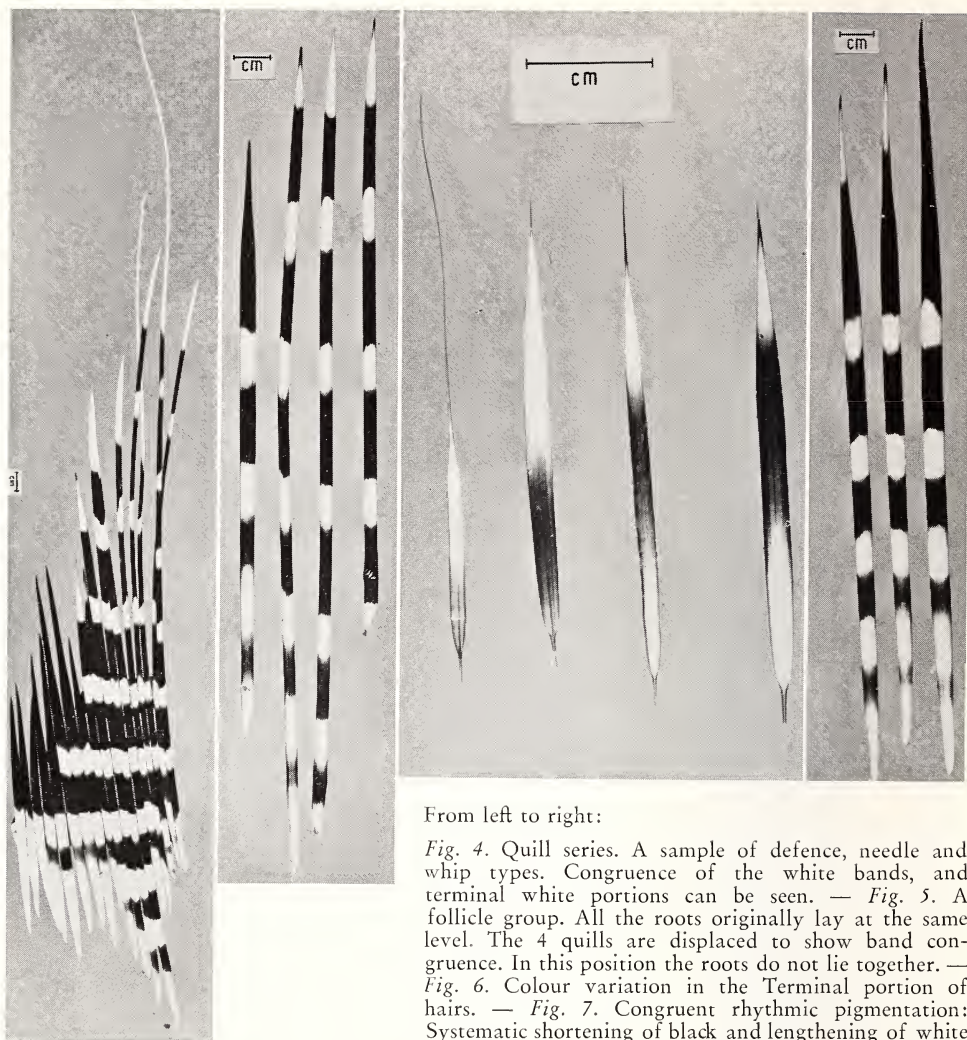 cm
cm
cm
From left to right:
Fig. 4. Quill series. A sample of defence, needle and
whip types. Congruence of the white bands, and
terminal white portions can be seen. — Fig. 5. A
follicle group. All the roots originally lay at the same
level. The 4 quills are displaced to show band con-
gruence. In this position the roots do not lie together. —
Fig. 6. Colour variation in the Terminal portion of
hairs. — Fig. 7. Congruent rhythmic pigmentation:
Systematic shortening of black and lengthening of white